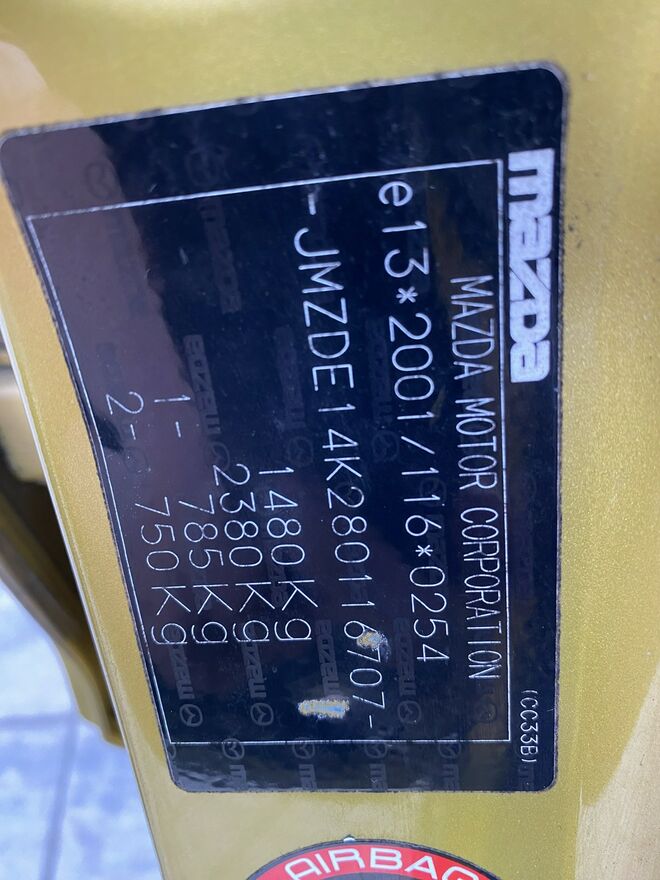 mazda
MAZDA MOTOR CORPORATION
e13*2001/116*0254
-JMZDE14K280116707-
1480Kg
2380Kg
1- 785Kg
2- 750Kg
(CC33B)
AIRBAG